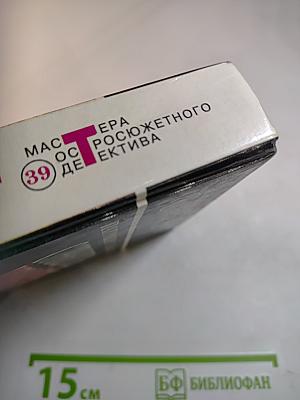 МАСТЕРА
ОСТРОСЮЖЕТНОГО
39 ДЕТЕКТИВА
15 см
БФ БИБЛИОФАН